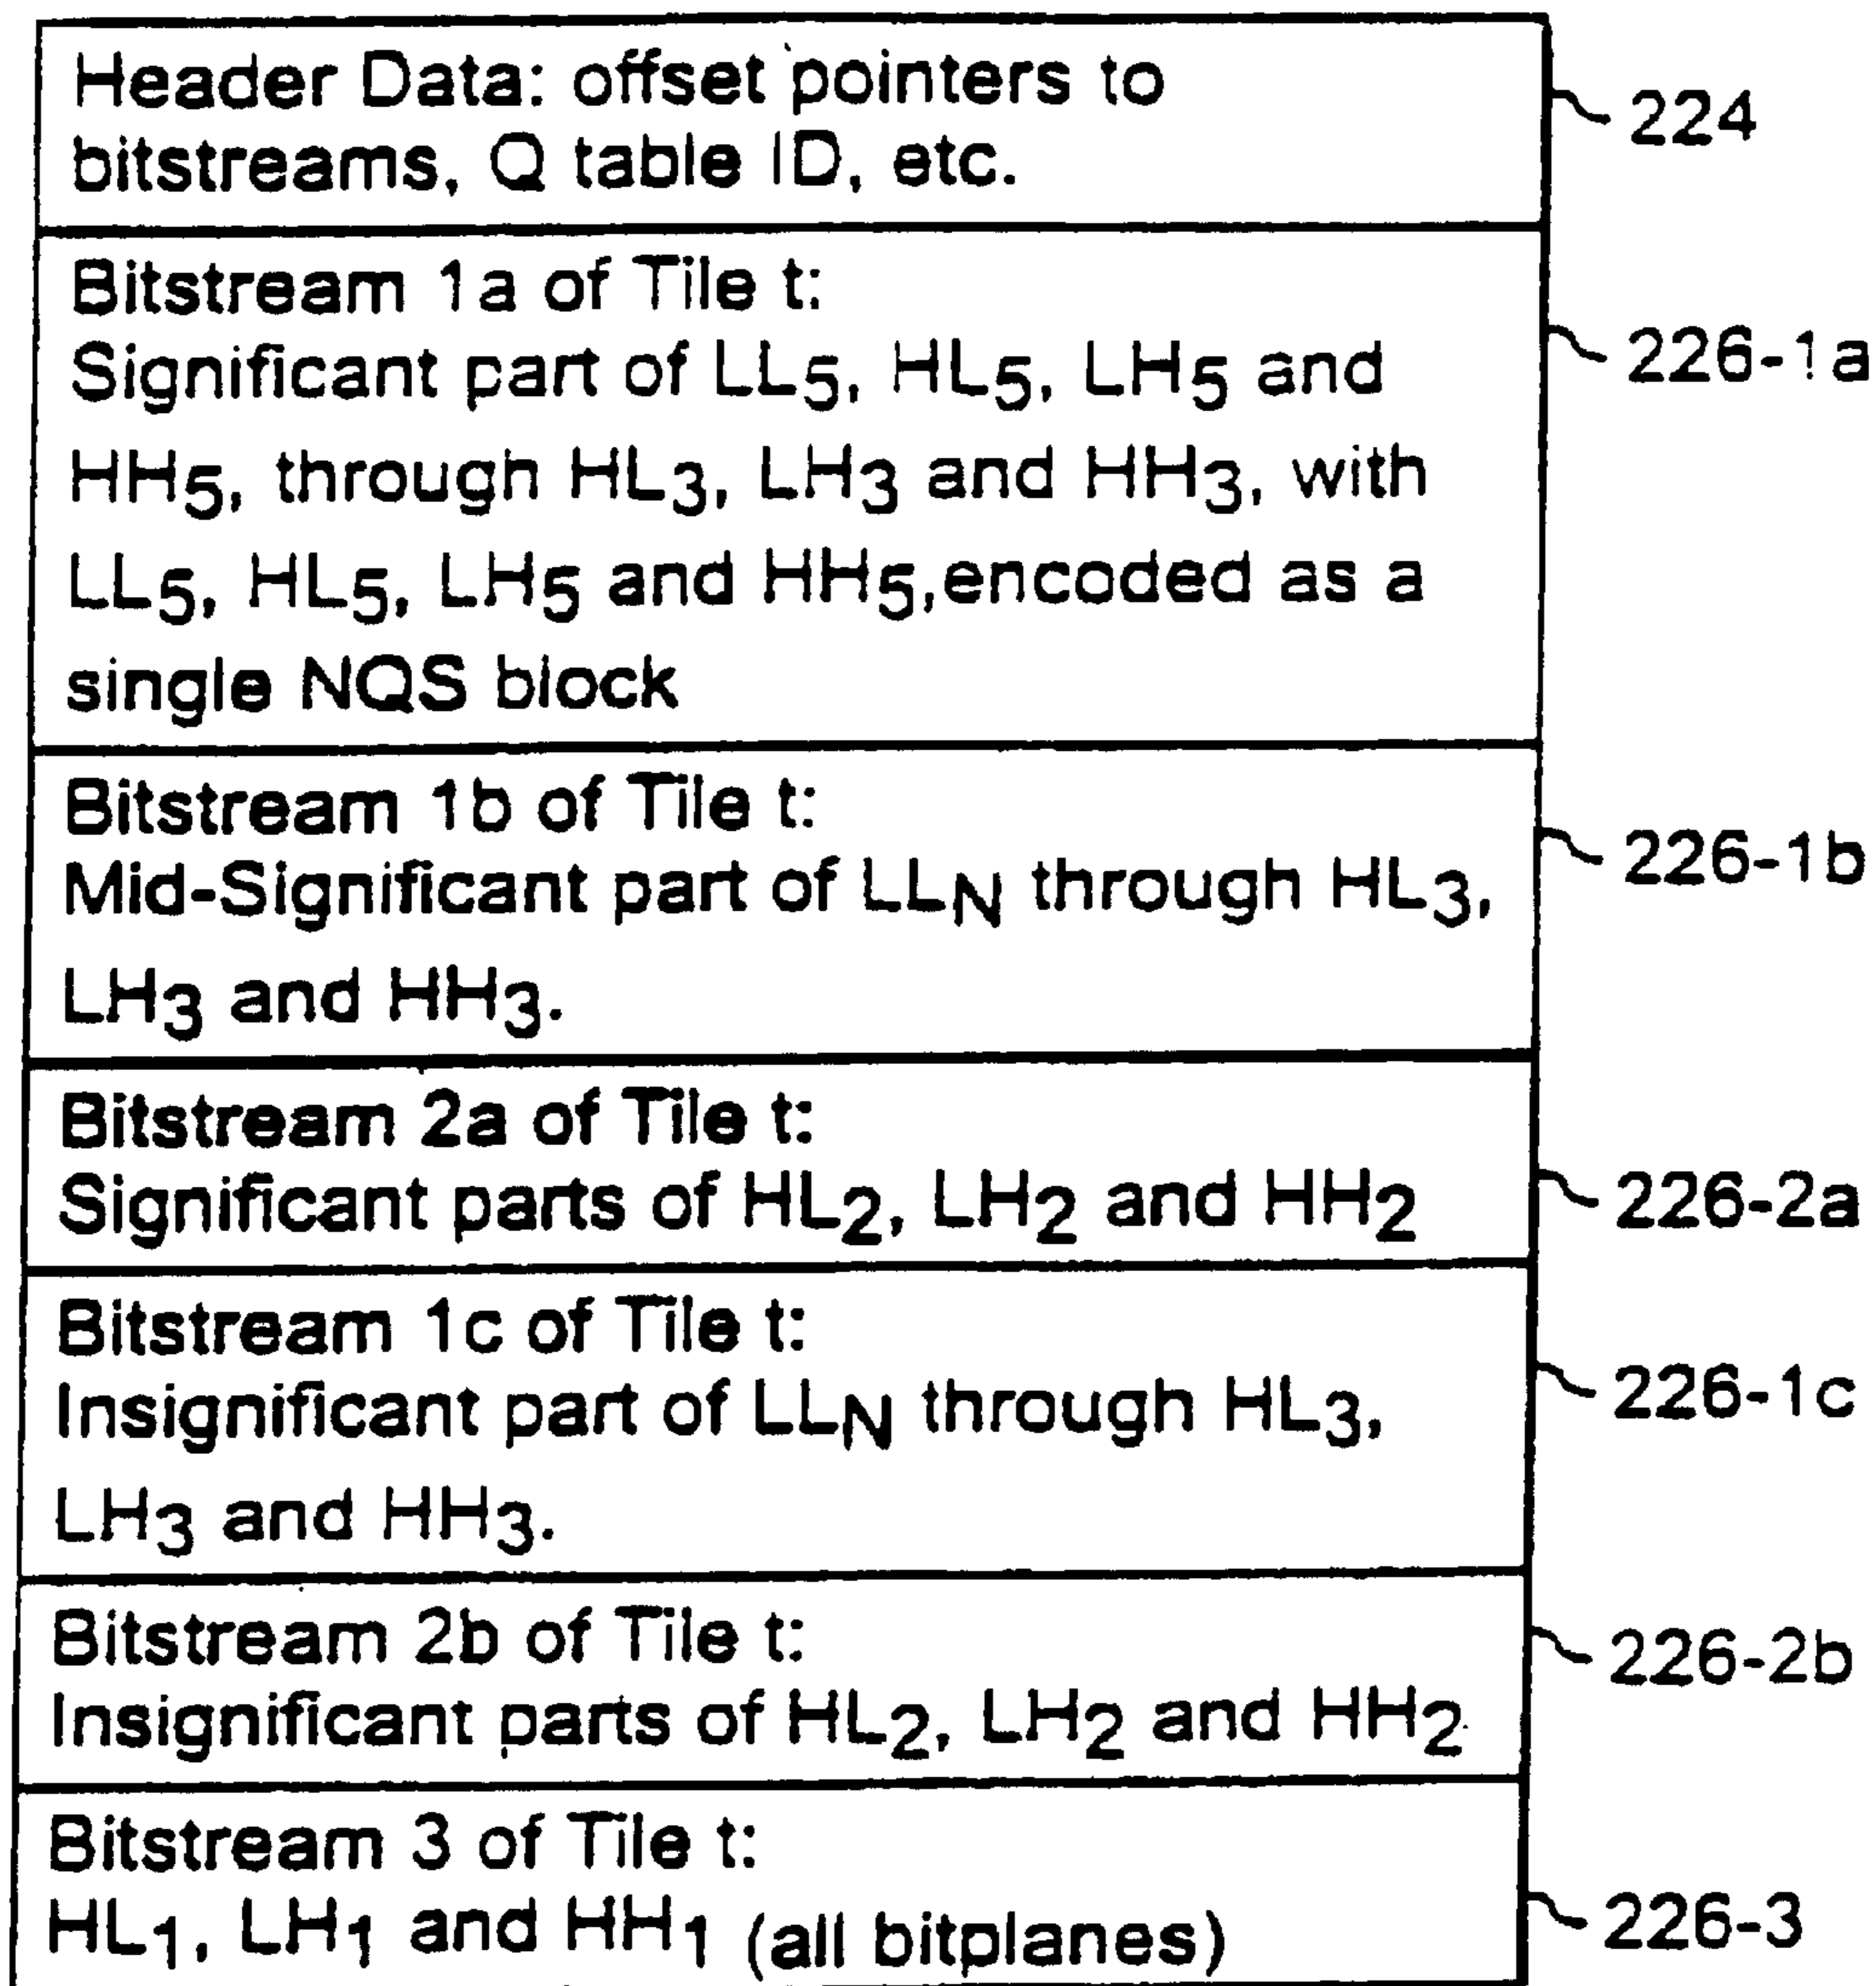 Header Data: offset pointers to
bitstreams, Q table ID, etc.
224
Bitstream 1a of Tile t:
Significant part of LL5, HL5, LH5 and
HH5, through HL3, LH3 and HH3, with
LL5, HL5, LH5 and HH5,encoded as a
single NQS block
226-1a
Bitstream 1b of Tile t:
Mid-Significant part of LLN through HL3,
LH3 and HH3.
226-1b
Bitstream 2a of Tile t:
Significant parts of HL2, LH2 and HH2
226-2a
Bitstream 1c of Tile t:
Insignificant part of LLN through HL3,
LH3 and HH3.
226-1c
Bitstream 2b of Tile t:
Insignificant parts of HL2, LH2 and HH2
226-2b
Bitstream 3 of Tile t:
HL1, LH1 and HH1 (all bitplanes)
226-3